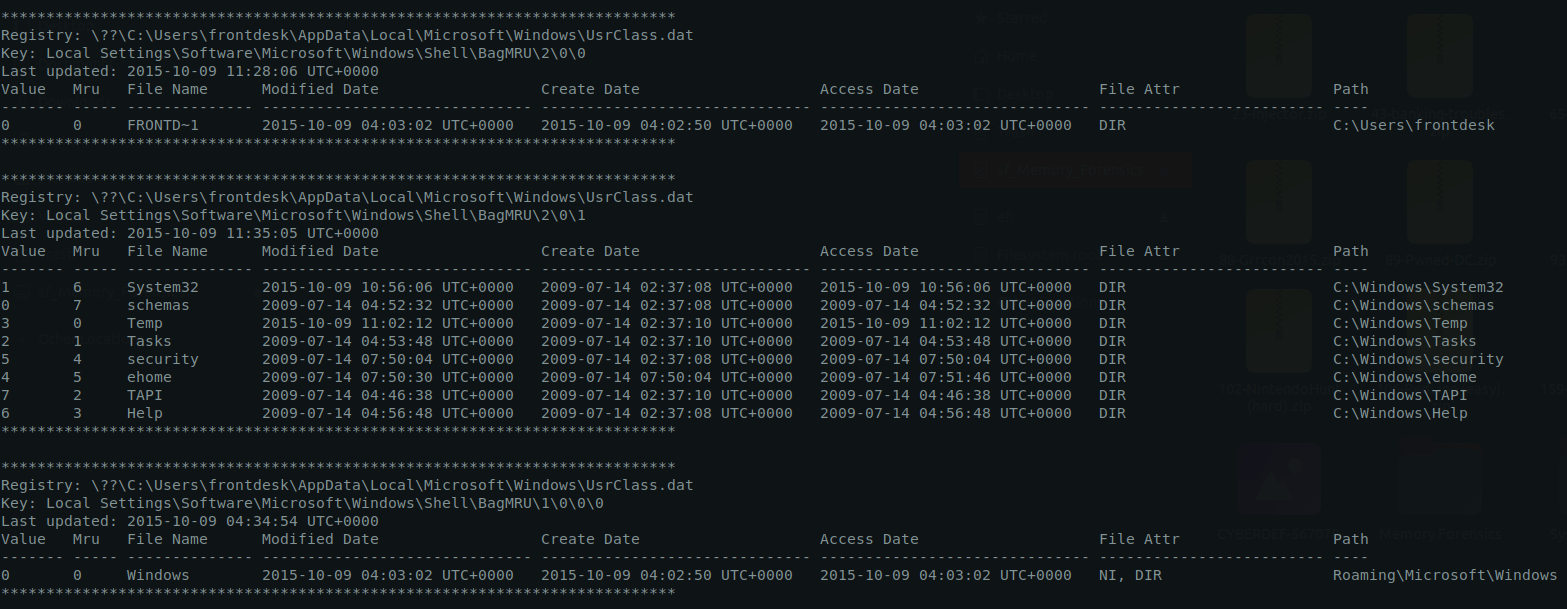 ***************************************************************************
Registry: \??\C:\Users\frontdesk\AppData\Local\Microsoft\Windows\UsrClass.dat
Key: Local Settings\Software\Microsoft\Windows\Shell\BagMRU\2\0\0
Last updated: 2015-10-09 11:28:06 UTC+0000
Value   Mru   File Name      Modified Date                  Create Date                    Access Date                    File Attr                 Path
------- ----- -------------- ------------------------------ ------------------------------ ------------------------------ ------------------------- ----
0       0     FRONTD~1       2015-10-09 04:03:02 UTC+0000   2015-10-09 04:02:50 UTC+0000   2015-10-09 04:03:02 UTC+0000   DIR                       C:\Users\frontdesk
***************************************************************************
***************************************************************************
Registry: \??\C:\Users\frontdesk\AppData\Local\Microsoft\Windows\UsrClass.dat
Key: Local Settings\Software\Microsoft\Windows\Shell\BagMRU\2\0\1
Last updated: 2015-10-09 11:35:05 UTC+0000
Value   Mru   File Name      Modified Date                  Create Date                    Access Date                    File Attr                 Path
------- ----- -------------- ------------------------------ ------------------------------ ------------------------------ ------------------------- ----
1       6     System32       2015-10-09 10:56:06 UTC+0000   2009-07-14 02:37:08 UTC+0000   2015-10-09 10:56:06 UTC+0000   DIR                       C:\Windows\System32
0       7     schemas        2009-07-14 04:52:32 UTC+0000   2009-07-14 02:37:08 UTC+0000   2009-07-14 04:52:32 UTC+0000   DIR                       C:\Windows\schemas
3       0     Temp           2015-10-09 11:02:12 UTC+0000   2009-07-14 02:37:10 UTC+0000   2015-10-09 11:02:12 UTC+0000   DIR                       C:\Windows\Temp
2       1     Tasks          2009-07-14 04:53:48 UTC+0000   2009-07-14 02:37:10 UTC+0000   2009-07-14 04:53:48 UTC+0000   DIR                       C:\Windows\Tasks
5       4     security       2009-07-14 07:50:04 UTC+0000   2009-07-14 02:37:08 UTC+0000   2009-07-14 07:50:04 UTC+0000   DIR                       C:\Windows\security
4       5     ehome          2009-07-14 07:50:30 UTC+0000   2009-07-14 07:50:04 UTC+0000   2009-07-14 07:51:46 UTC+0000   DIR                       C:\Windows\ehome
7       2     TAPI           2009-07-14 04:46:38 UTC+0000   2009-07-14 02:37:10 UTC+0000   2009-07-14 04:46:38 UTC+0000   DIR                       C:\Windows\TAPI
6       3     Help           2009-07-14 04:56:48 UTC+0000   2009-07-14 02:37:08 UTC+0000   2009-07-14 04:56:48 UTC+0000   DIR                       C:\Windows\Help
***************************************************************************
***************************************************************************
Registry: \??\C:\Users\frontdesk\AppData\Local\Microsoft\Windows\UsrClass.dat
Key: Local Settings\Software\Microsoft\Windows\Shell\BagMRU\1\0\0\0
Last updated: 2015-10-09 04:34:54 UTC+0000
Value   Mru   File Name      Modified Date                  Create Date                    Access Date                    File Attr                 Path
------- ----- -------------- ------------------------------ ------------------------------ ------------------------------ ------------------------- ----
0       0     Windows        2015-10-09 04:03:02 UTC+0000   2015-10-09 04:02:50 UTC+0000   2015-10-09 04:03:02 UTC+0000   NI, DIR                   Roaming\Microsoft\Windows
***************************************************************************